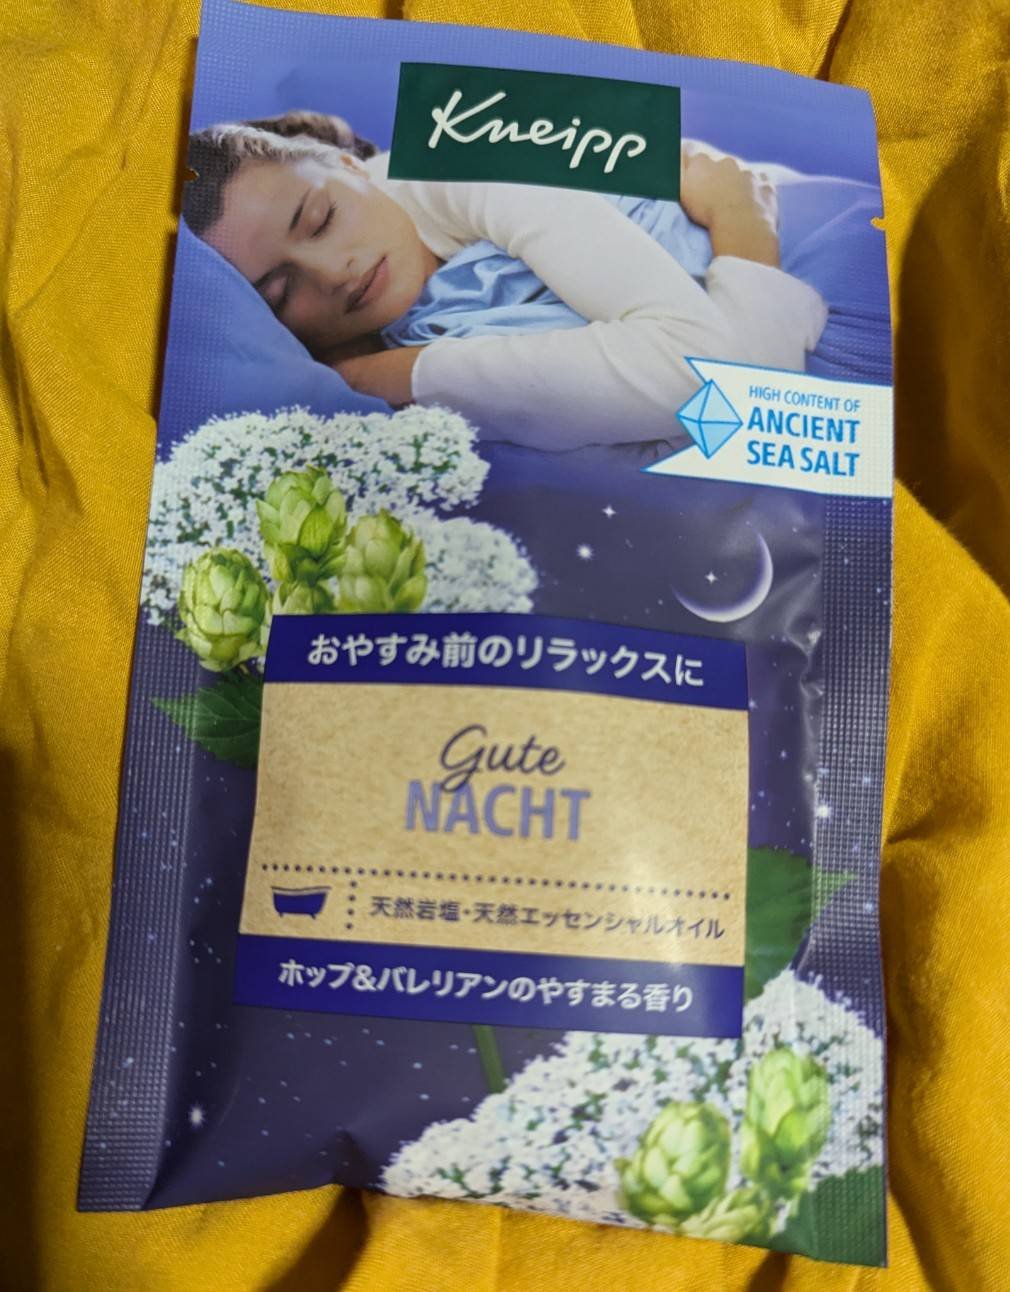 Kneipp
HIGH CONTENT OF
ANCIENT
SEA SALT
おやすみ前のリラックスに
Gute
NACHT
天然岩塩・天然エッセンシャルオイル
ホップ&バレリアンのやすまる香り